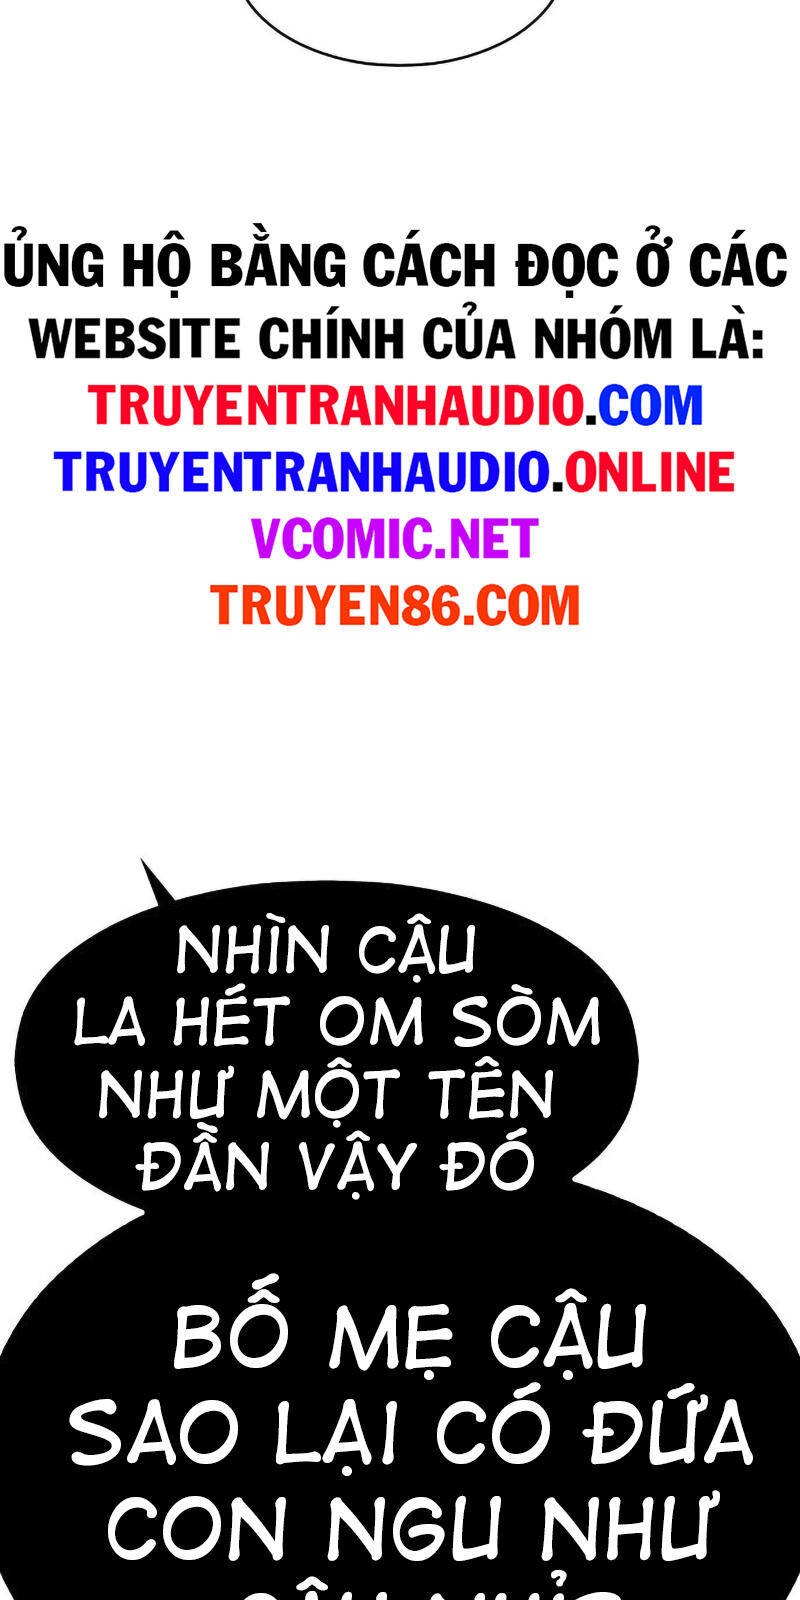 ỦNG HỘ BẰNG CÁCH ĐỌC Ở CÁC
WEBSITE CHÍNH CỦA NHÓM LÀ:
TRUYENTRANHAUDIO.COM
TRUYENTRANHAUDIO.ONLINE
VCOMIC.NET
TRUYEN86.COM
NHÌN CẬU
LA HÉT OM SÒM
NHƯ MỘT TÊN
ĐẦN VẬY ĐÓ
BỐ MẸ CẬU
SAO LẠI CÓ ĐỨA
CON NGU NHƯ